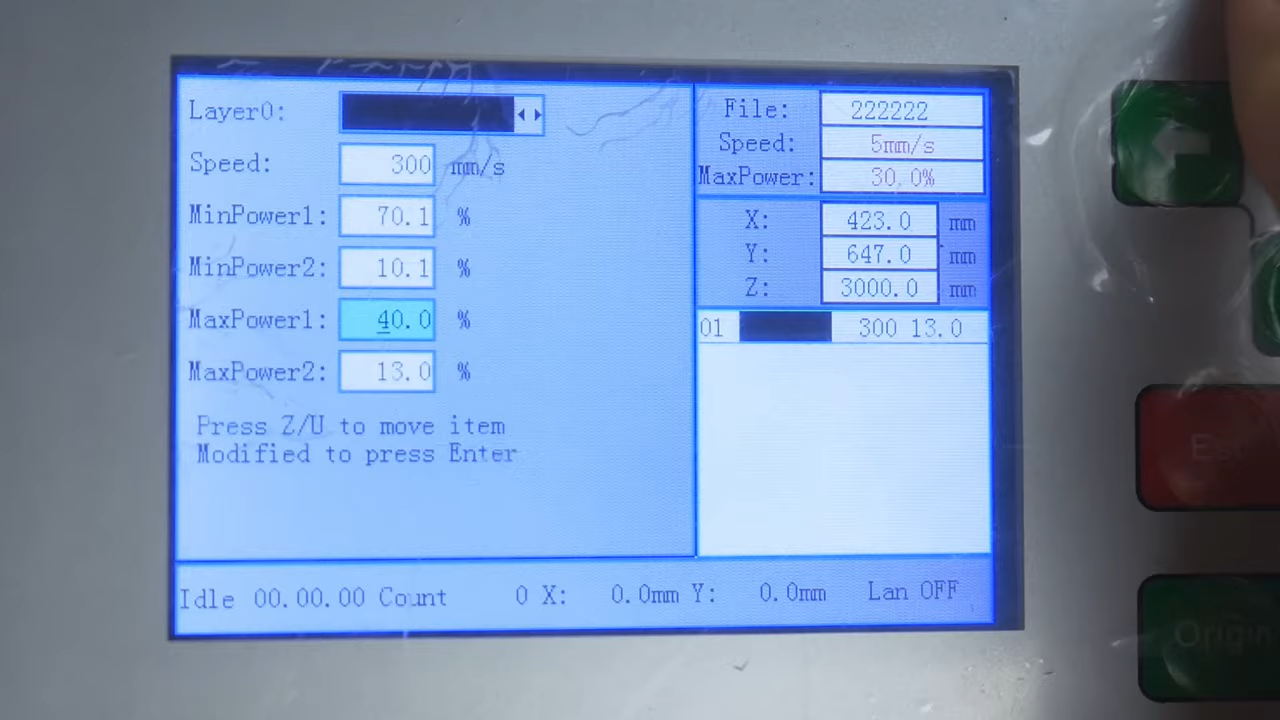 Layer0:
Speed: 300 mm/s
MinPower1: 70.1 %
MinPower2: 10.1 %
MaxPower1: 40.0 %
MaxPower2: 13.0 %
Press Z/U to move item
Modified to press Enter
File: 222222
Speed: 5mm/s
MaxPower: 30.0%
X: 423.0 mm
Y: 647.0 mm
Z: 3000.0 mm
01 300 13.0
Idle 00.00.00 Count 0 X: 0.0mm Y: 0.0mm Lan OFF
Esc
Origin